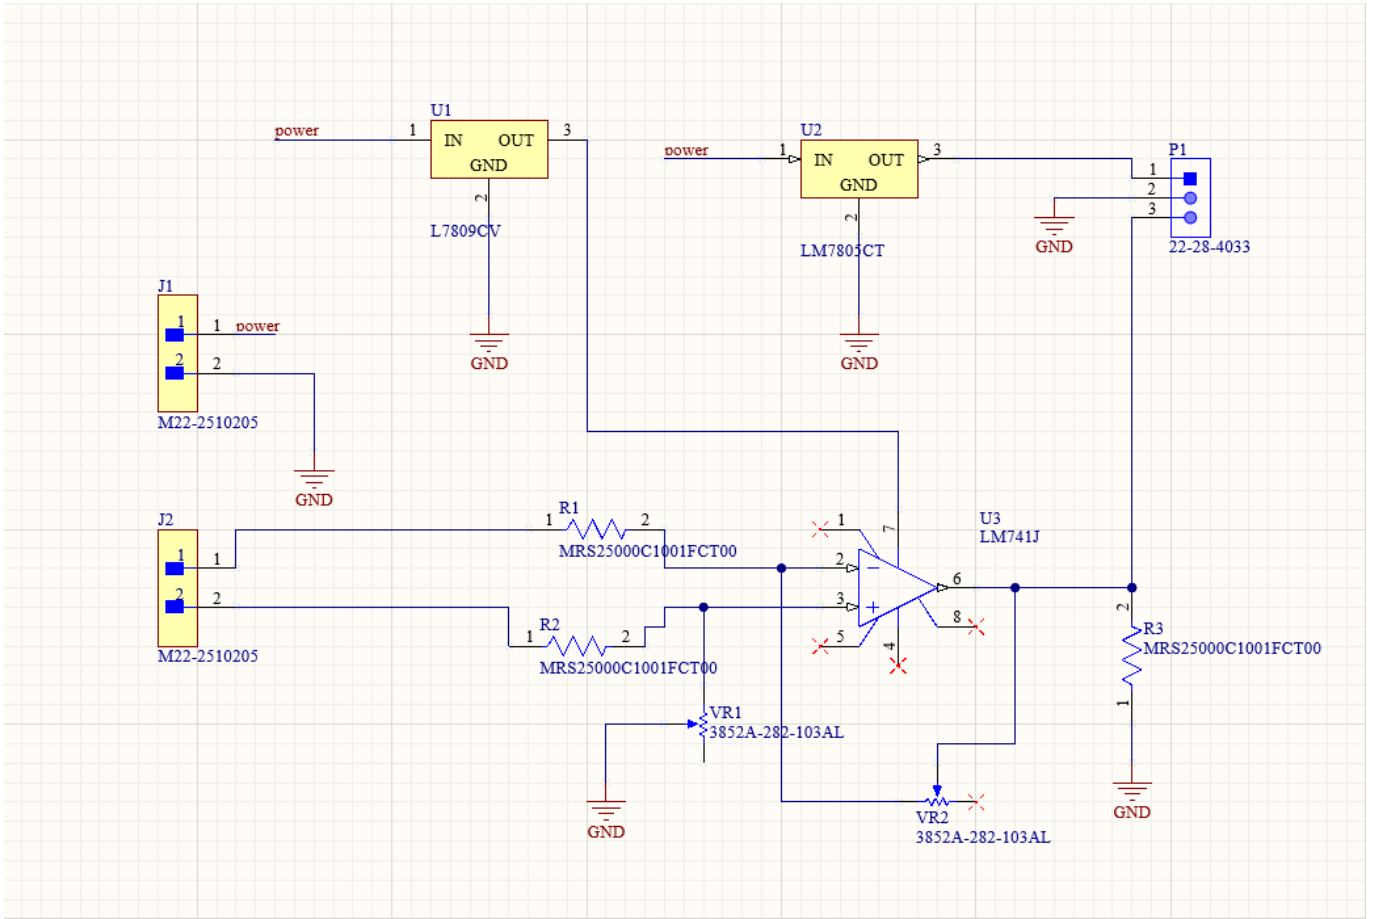 U1
power
1
IN
OUT
3
GND
2
L7809CV
GND
U2
power
1
IN
OUT
3
GND
2
LM7805CT
GND
P1
1
2
3
GND
22-28-4033
J1
1
1
power
2
2
M22-2510205
GND
J2
1
1
2
2
M22-2510205
R1
1
2
MRS25000C1001FCT00
R2
1
2
MRS25000C1001FCT00
U3
LM741J
1
7
2
3
6
5
4
8
2
R3
MRS25000C1001FCT00
1
GND
VR1
3852A-282-103AL
GND
VR2
3852A-282-103AL